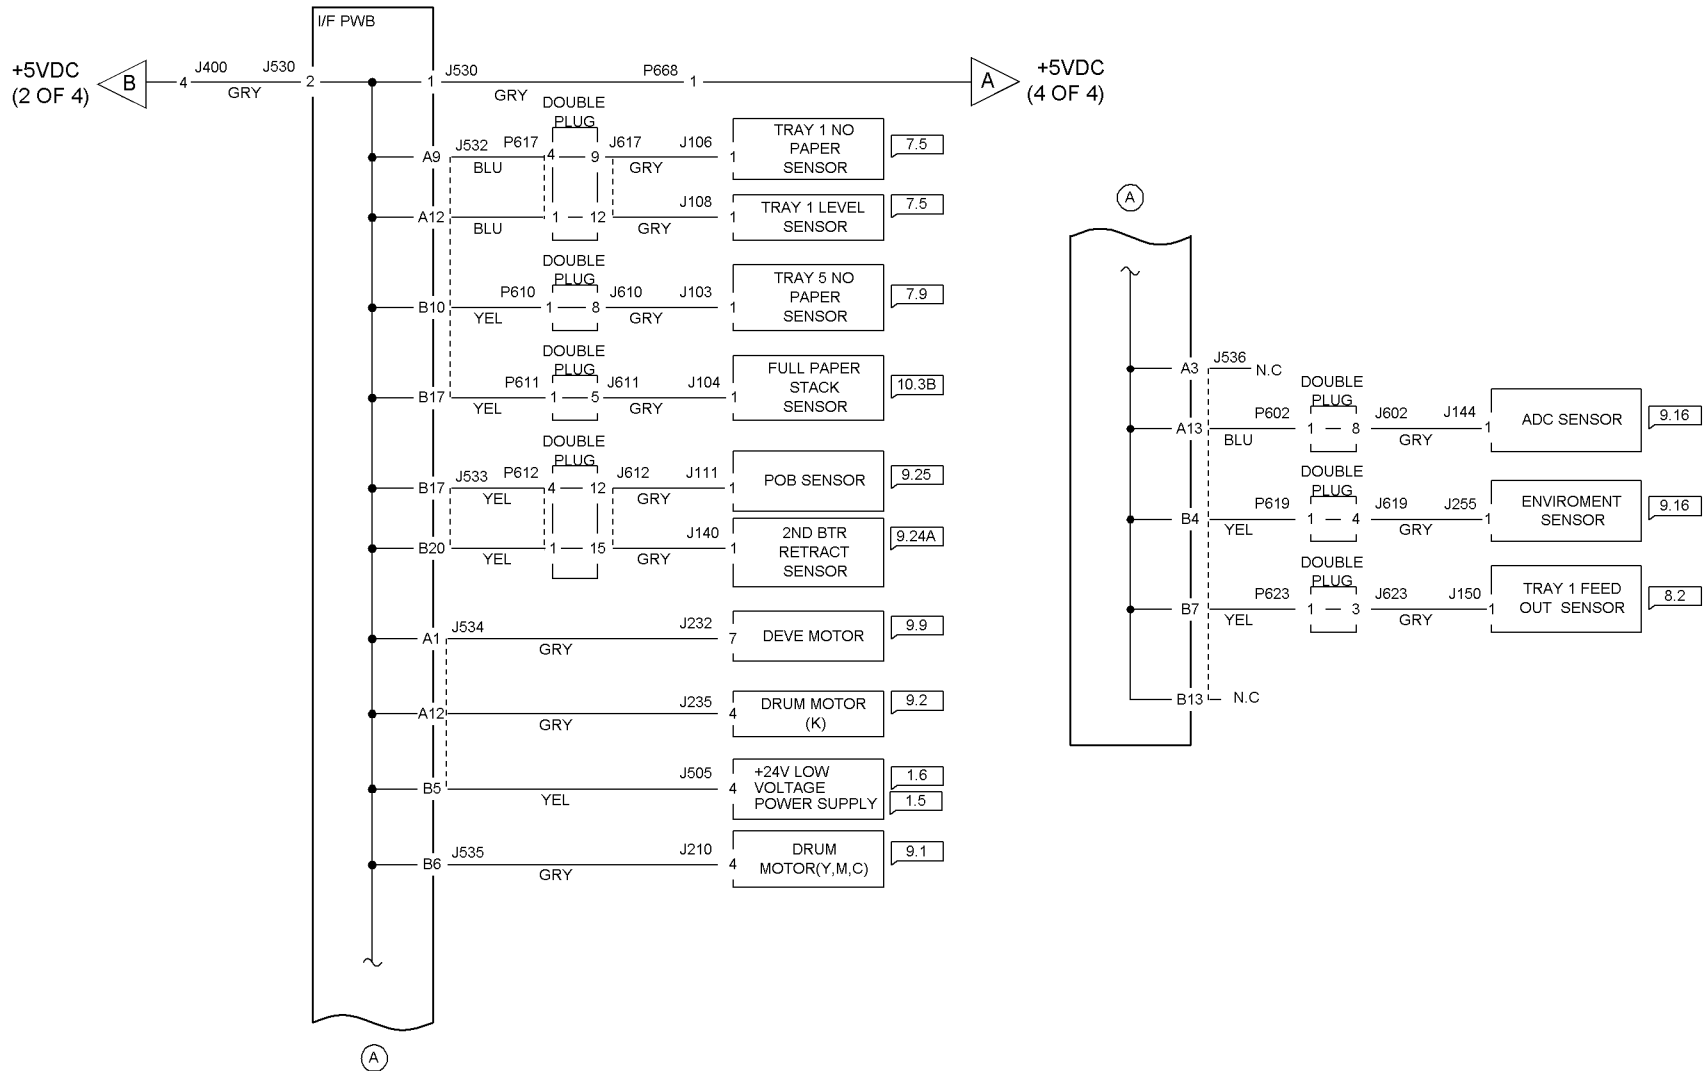 I/F PWB
+5VDC
(2 OF 4)
B
4
J400
GRY
J530
2
1
J530
GRY
P668
1
A
+5VDC
(4 OF 4)
DOUBLE
PLUG
A9
J532
BLU
P617
4
9
J617
GRY
J106
1
TRAY 1 NO
PAPER
SENSOR
7.5
A12
BLU
1
12
GRY
J108
1
TRAY 1 LEVEL
SENSOR
7.5
DOUBLE
PLUG
B10
YEL
P610
1
8
J610
GRY
J103
1
TRAY 5 NO
PAPER
SENSOR
7.9
DOUBLE
PLUG
B17
YEL
P611
1
5
J611
GRY
J104
1
FULL PAPER
STACK
SENSOR
10.3B
DOUBLE
PLUG
B17
J533
YEL
P612
4
12
J612
GRY
J111
1
POB SENSOR
9.25
B20
YEL
1
15
GRY
J140
1
2ND BTR
RETRACT
SENSOR
9.24A
A1
J534
GRY
J232
7
DEVE MOTOR
9.9
A12
GRY
J235
4
DRUM MOTOR
(K)
9.2
B5
YEL
J505
4
+24V LOW
VOLTAGE
POWER SUPPLY
1.6
1.5
B6
J535
GRY
J210
4
DRUM
MOTOR(Y,M,C)
9.1
A
A
A3
J536
N.C
DOUBLE
PLUG
A13
BLU
P602
1
8
J602
GRY
J144
1
ADC SENSOR
9.16
DOUBLE
PLUG
B4
YEL
P619
1
4
J619
GRY
J255
1
ENVIROMENT
SENSOR
9.16
DOUBLE
PLUG
B7
YEL
P623
1
3
J623
GRY
J150
1
TRAY 1 FEED
OUT SENSOR
8.2
B13
N.C